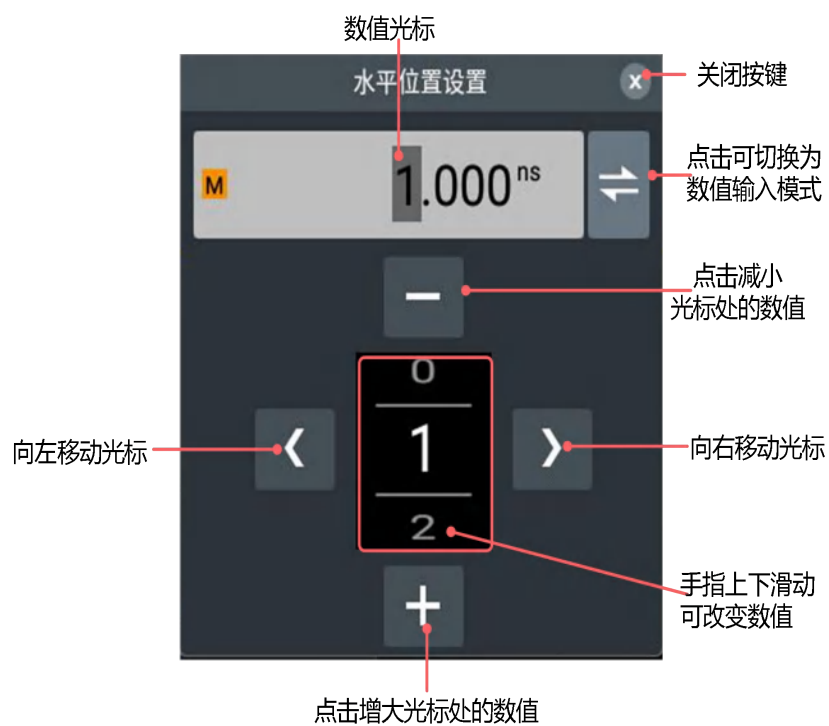 数值光标
水平位置设置
x
关闭按键
M
1.000 ns
点击可切换为
数值输入模式
点击减小
光标处的数值
0
向左移动光标
1
向右移动光标
2
手指上下滑动
可改变数值
点击增大光标处的数值